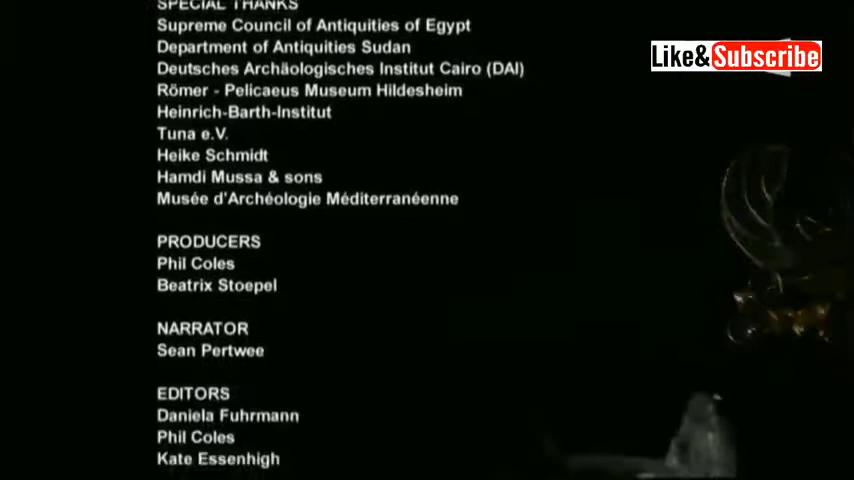 SPECIAL THANKS
Supreme Council of Antiquities of Egypt
Department of Antiquities Sudan
Deutsches Archäologisches Institut Cairo (DAI)
Römer - Pelicaeus Museum Hildesheim
Heinrich-Barth-Institut
Tuna e.V.
Heike Schmidt
Hamdi Mussa & sons
Musée d'Archéologie Méditerranéenne
PRODUCERS
Phil Coles
Beatrix Stoepel
NARRATOR
Sean Pertwee
EDITORS
Daniela Fuhrmann
Phil Coles
Kate Essenhigh
Like& Subscribe